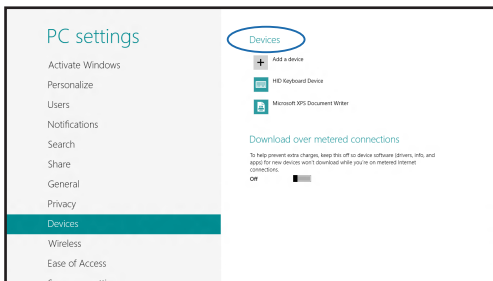 PC settings
Activate Windows
Personalize
Users
Notifications
Search
Share
General
Privacy
Devices
Wireless
Ease of Access
Devices
Add a device
HID Keyboard Device
Microsoft XPS Document Writer
Download over metered connections
To help prevent extra charges, keep this off so device software (drivers, info, and
apps) for new devices won't download while you're on metered Internet
connections.
Off